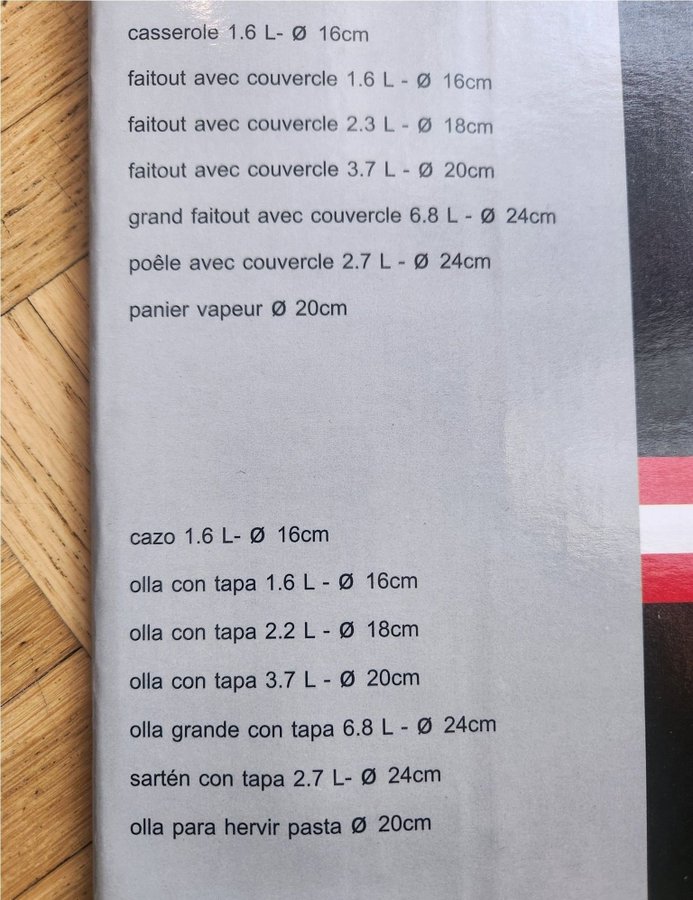 casserole 1.6 L- Ø 16cm
faitout avec couvercle 1.6 L - Ø 16cm
faitout avec couvercle 2.3 L - Ø 18cm
faitout avec couvercle 3.7 L - Ø 20cm
grand faitout avec couvercle 6.8 L - Ø 24cm
poêle avec couvercle 2.7 L - Ø 24cm
panier vapeur Ø 20cm
cazo 1.6 L- Ø 16cm
olla con tapa 1.6 L - Ø 16cm
olla con tapa 2.2 L - Ø 18cm
olla con tapa 3.7 L - Ø 20cm
olla grande con tapa 6.8 L - Ø 24cm
sartén con tapa 2.7 L- Ø 24cm
olla para hervir pasta Ø 20cm